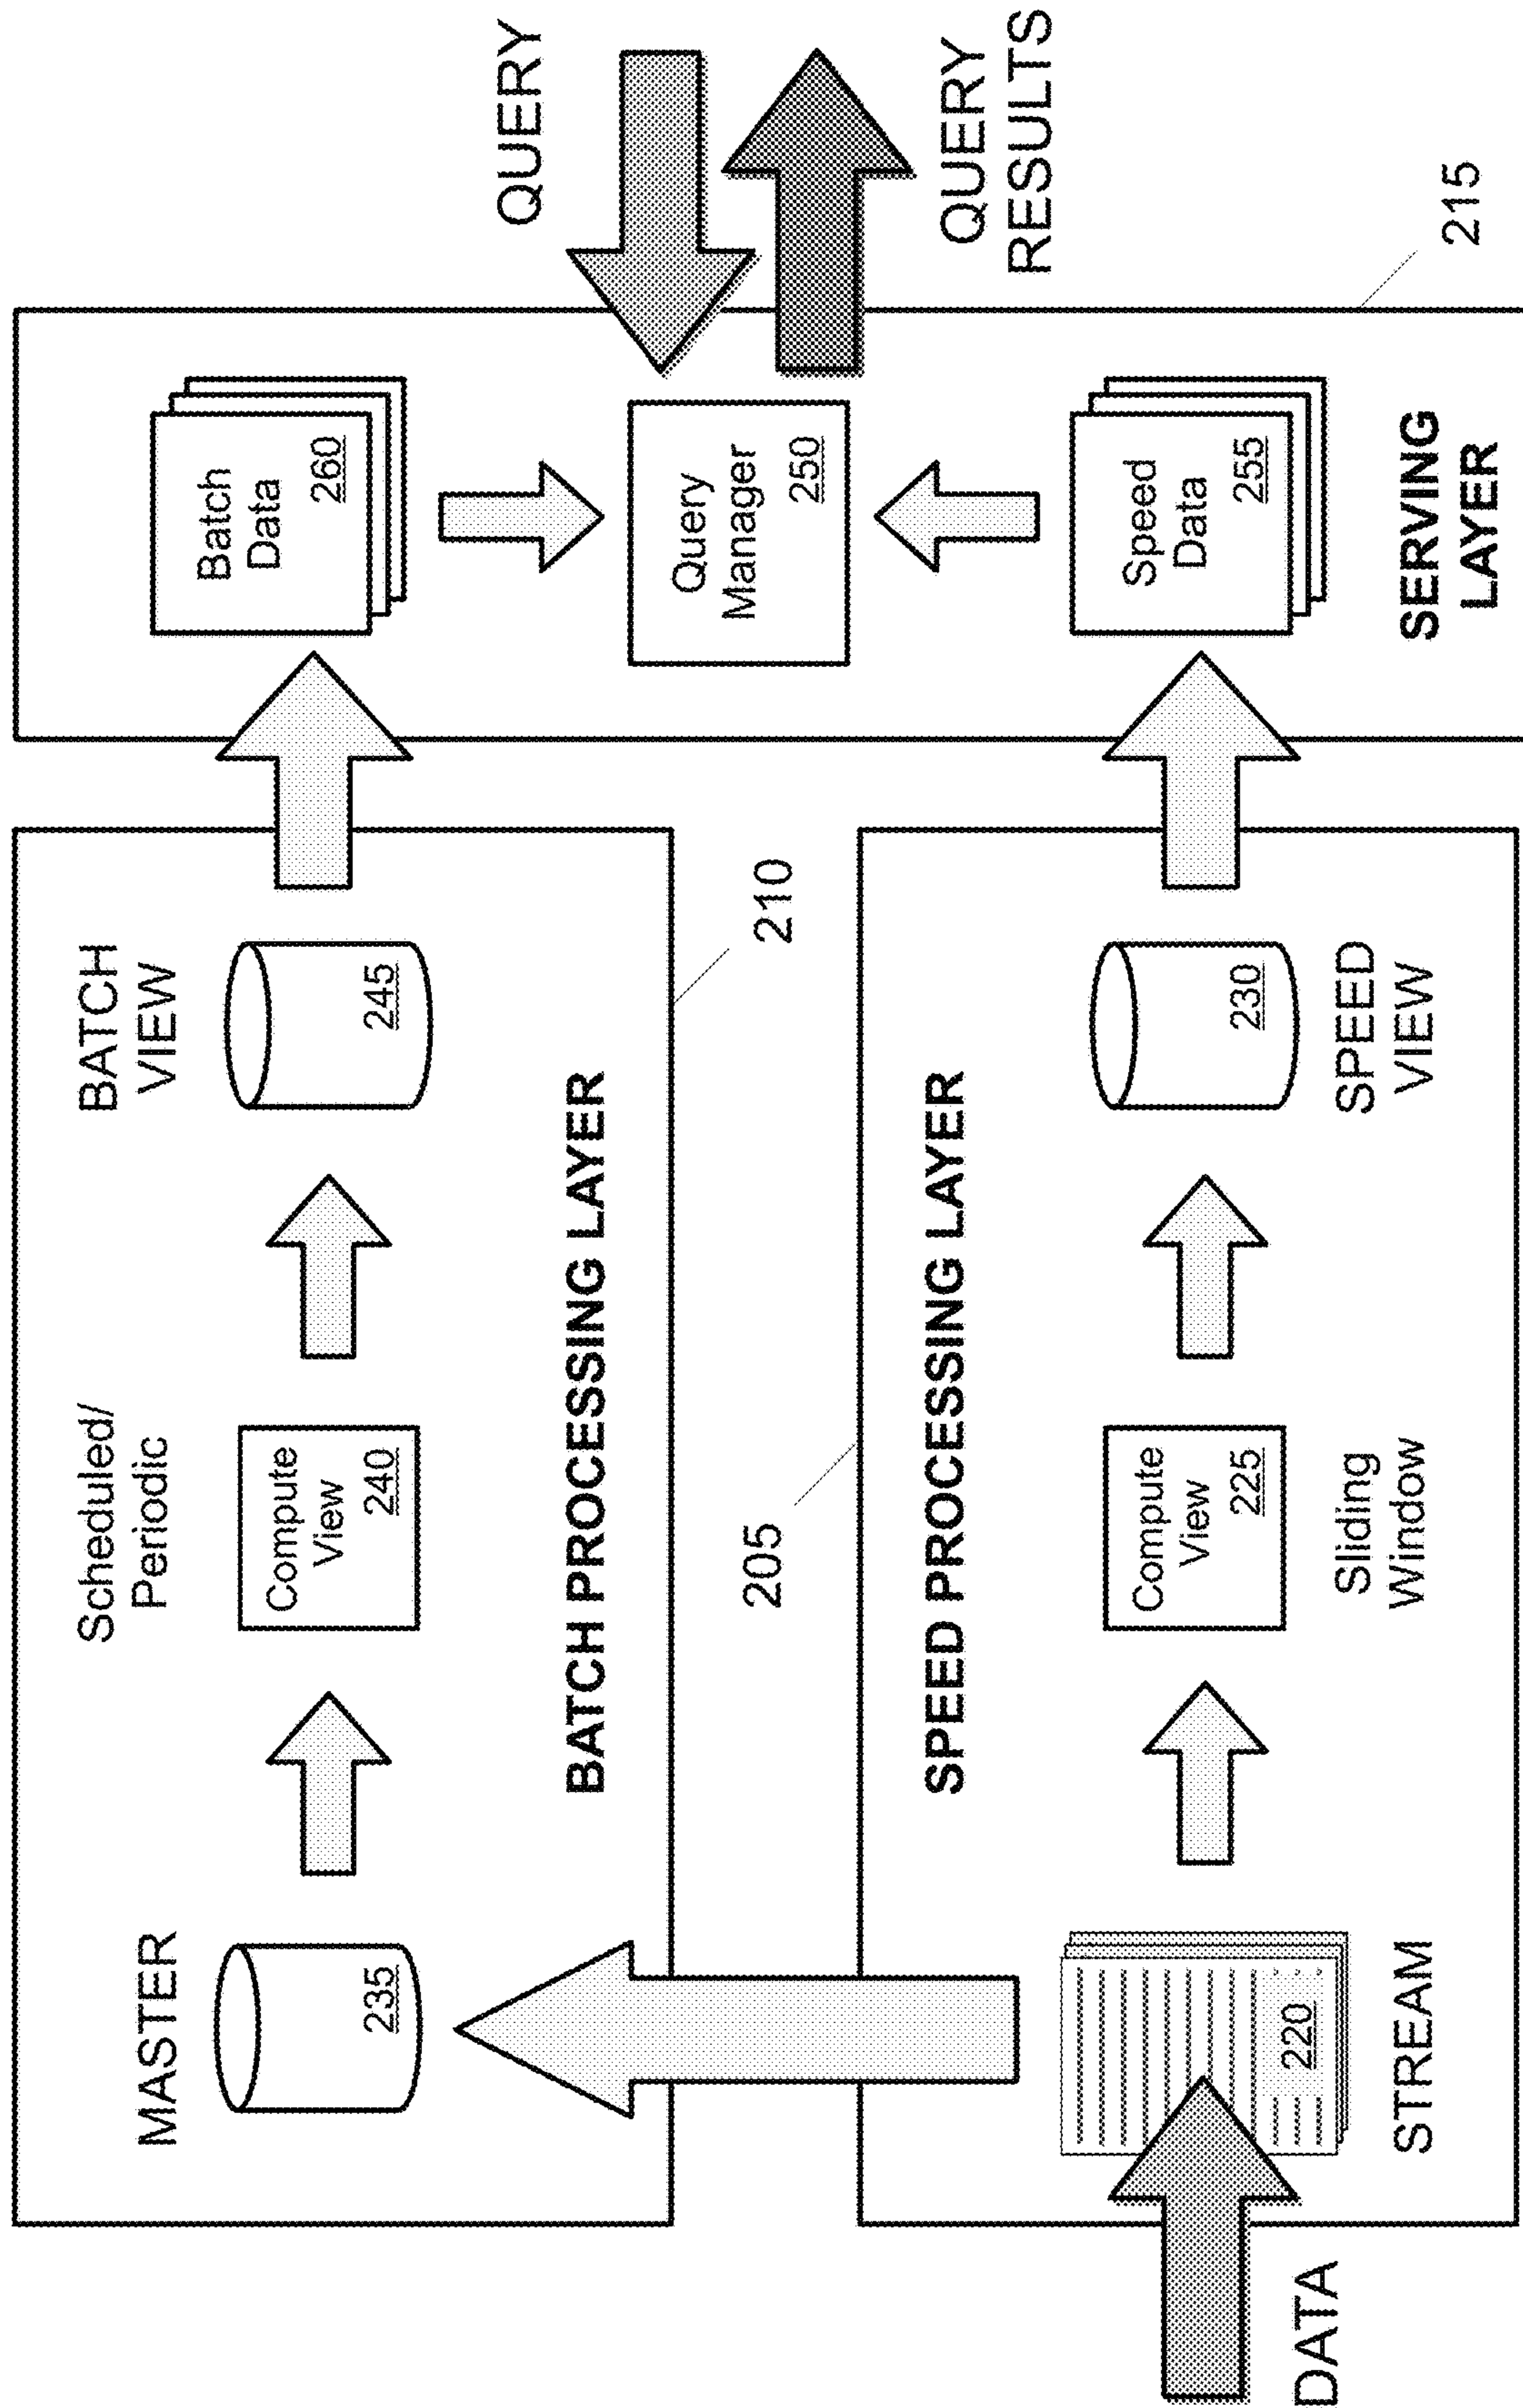 MASTER
235
Scheduled/
Periodic
Compute
View
240
BATCH
VIEW
245
BATCH PROCESSING LAYER
210
205
SPEED PROCESSING LAYER
DATA
220
STREAM
Compute
View
225
Sliding
Window
230
SPEED
VIEW
Batch
Data
260
Query
Manager
250
Speed
Data
255
SERVING
LAYER
QUERY
QUERY
RESULTS
215